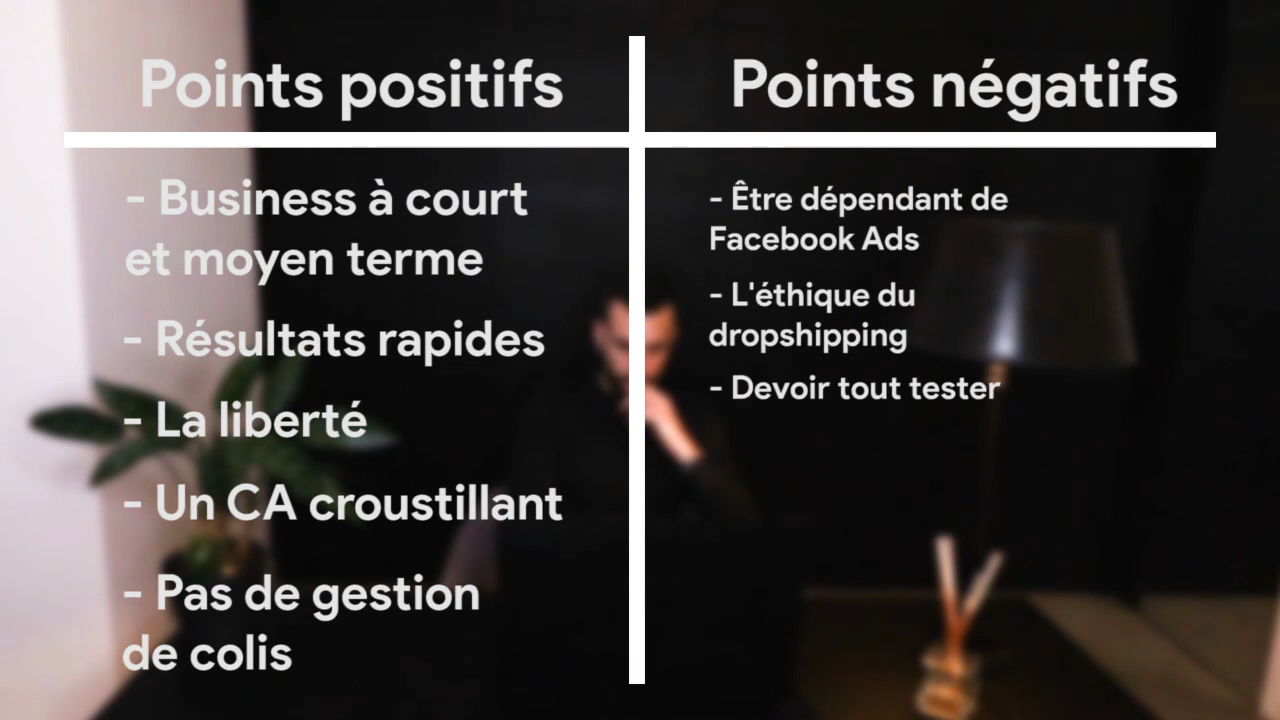 Points positifs
- Business à court
et moyen terme
- Résultats rapides
- La liberté
- Un CA croustillant
- Pas de gestion
de colis
Points négatifs
- Être dépendant de
Facebook Ads
- L'éthique du
dropshipping
- Devoir tout tester